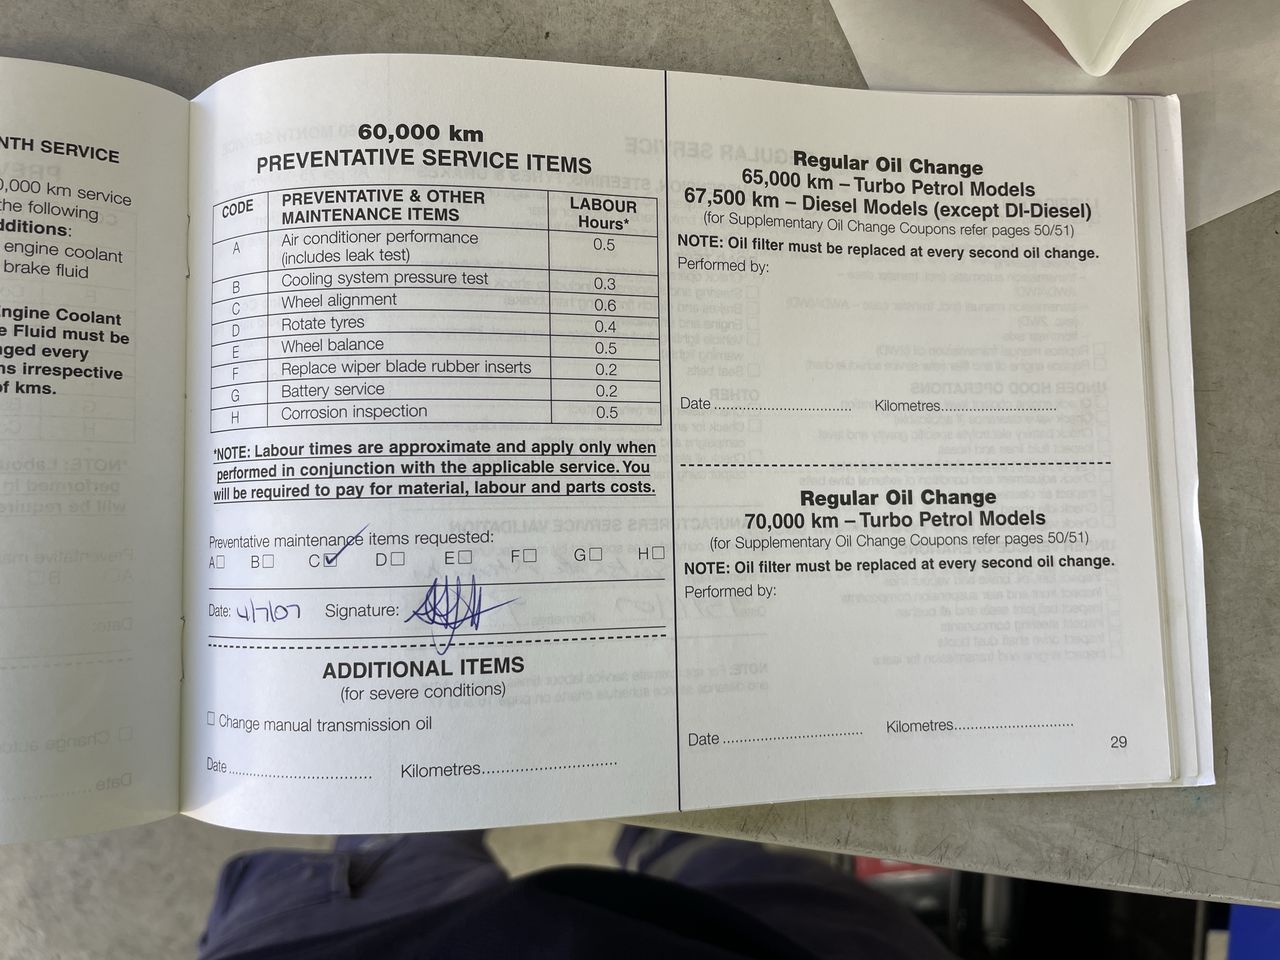 NTH SERVICE
0,000 km service
the following
dditions:
engine coolant
brake fluid
Engine Coolant
e Fluid must be
nged every
ns irrespective
of kms.
60,000 km
PREVENTATIVE SERVICE ITEMS
CODE PREVENTATIVE & OTHER MAINTENANCE ITEMS LABOUR Hours*
A Air conditioner performance (includes leak test) 0.5
B Cooling system pressure test 0.3
C Wheel alignment 0.6
D Rotate tyres 0.4
E Wheel balance 0.5
F Replace wiper blade rubber inserts 0.2
G Battery service 0.2
H Corrosion inspection 0.5
*NOTE: Labour times are approximate and apply only when
performed in conjunction with the applicable service. You
will be required to pay for material, labour and parts costs.
Preventative maintenance items requested:
A☐ B☐ C☑ D☐ E☐ F☐ G☐ H☐
Date: 4/7/07 Signature:
ADDITIONAL ITEMS
(for severe conditions)
☐ Change manual transmission oil
Date.................................... Kilometres..................................
Regular Oil Change
65,000 km – Turbo Petrol Models
67,500 km – Diesel Models (except DI-Diesel)
(for Supplementary Oil Change Coupons refer pages 50/51)
NOTE: Oil filter must be replaced at every second oil change.
Performed by:
Date ................................... Kilometres.............................
Regular Oil Change
70,000 km – Turbo Petrol Models
(for Supplementary Oil Change Coupons refer pages 50/51)
NOTE: Oil filter must be replaced at every second oil change.
Performed by:
Date ................................... Kilometres..............................
29